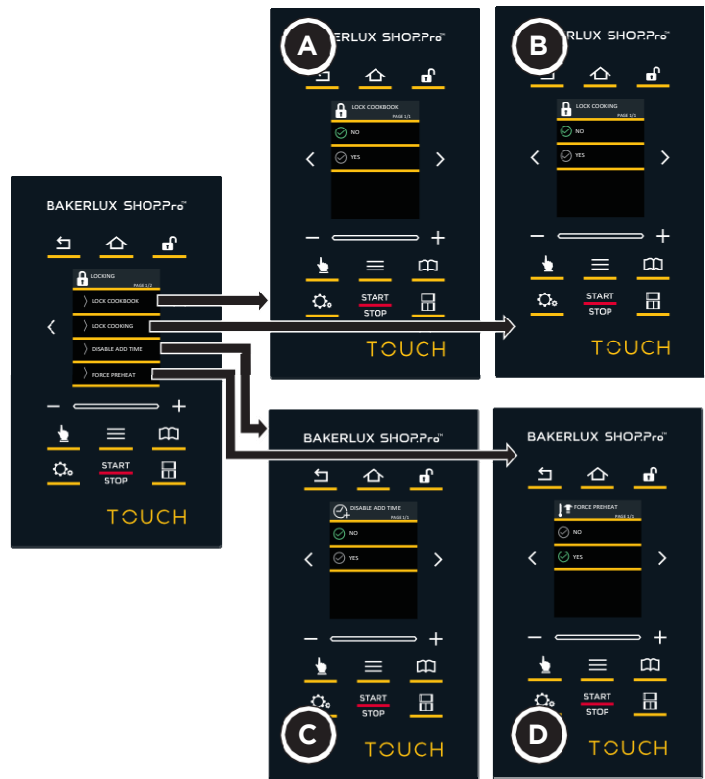 BAKERLUX SHOP.Pro™
LOCKING
PAGE 1/2
LOCK COOKBOOK
LOCK COOKING
DISABLE ADD TIME
FORCE PREHEAT
START
STOP
TOUCH
A
ERLUX SHOP.Pro™
LOCK COOKBOOK
PAGE 1/1
NO
YES
START
STOP
TOUCH
B
RLUX SHOP.Pro™
LOCK COOKING
PAGE 1/1
NO
YES
START
STOP
TOUCH
BAKERLUX SHOP.Pro™
DISABLE ADD TIME
PAGE 1/1
NO
YES
START
STOP
C
TOUCH
BAKERLUX SHOP.Pro™
FORCE PREHEAT
PAGE 1/1
NO
YES
START
STOP
D
TOUCH